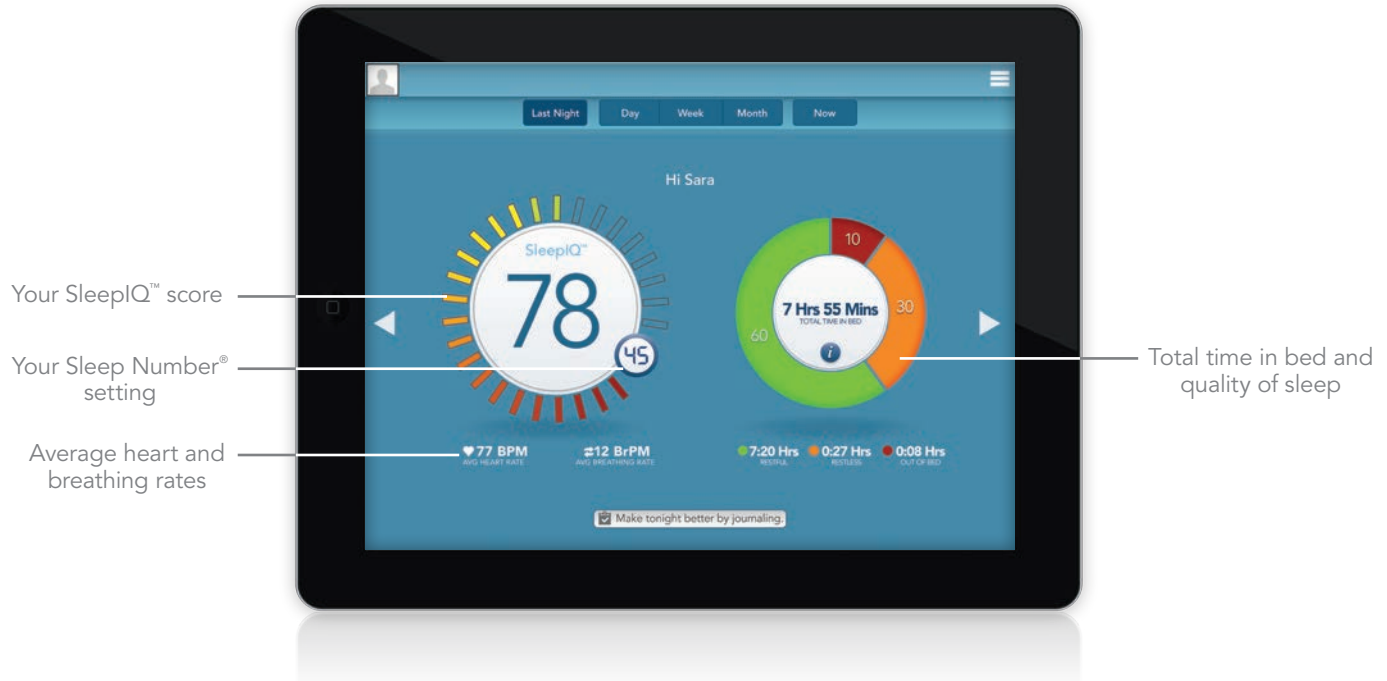 Last Night
Day
Week
Month
Now
Hi Sara
SleepIQ™
78
45
10
30
60
7 Hrs 55 Mins
TOTAL TIME IN BED
i
77 BPM
AVG HEART RATE
12 BrPM
AVG BREATHING RATE
7:20 Hrs
RESTFUL
0:27 Hrs
RESTLESS
0:08 Hrs
OUT OF BED
Make tonight better by journaling.
Your SleepIQ™ score
Your Sleep Number®
setting
Average heart and
breathing rates
Total time in bed and
quality of sleep